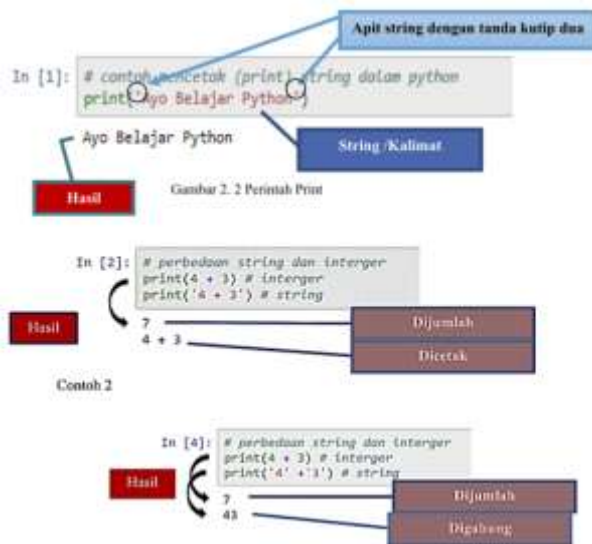 Apit string dengan tanda kutip dua
In [1]: # contoh mencetak (print) string dalam python
print("Ayo Belajar Python")
Ayo Belajar Python
String /Kalimat
Hasil
Gambar 2. 2 Perintah Print
In [2]: # perbedaan string dan interger
print(4 + 3) # interger
print('4 + 3') # string
Hasil
7
Dijumlah
4 + 3
Dicetak
Contoh 2
In [4]: # perbedaan string dan interger
print(4 + 3) # interger
print('4' +'3') # string
Hasil
7
Dijumlah
43
Digabung